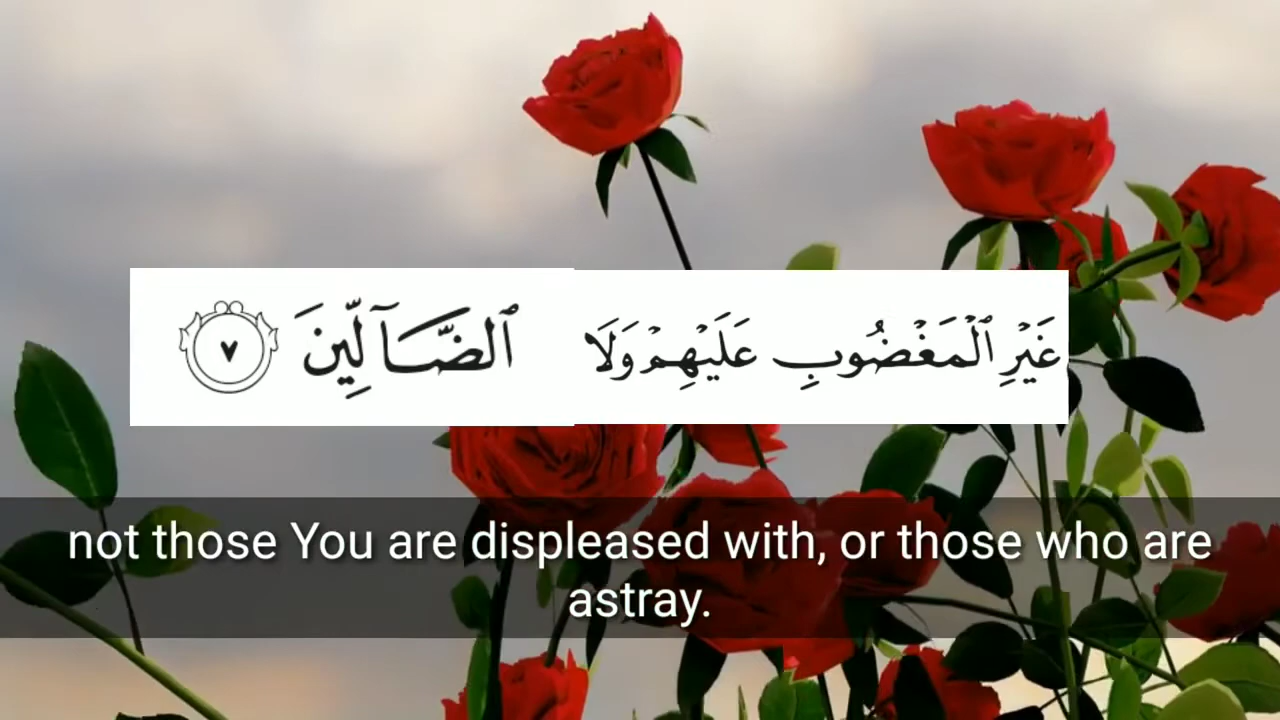 غَيْرِ ٱلْمَغْضُوبِ عَلَيْهِمْ وَلَا ٱلضَّآلِّينَ ٧
not those You are displeased with, or those who are
astray.